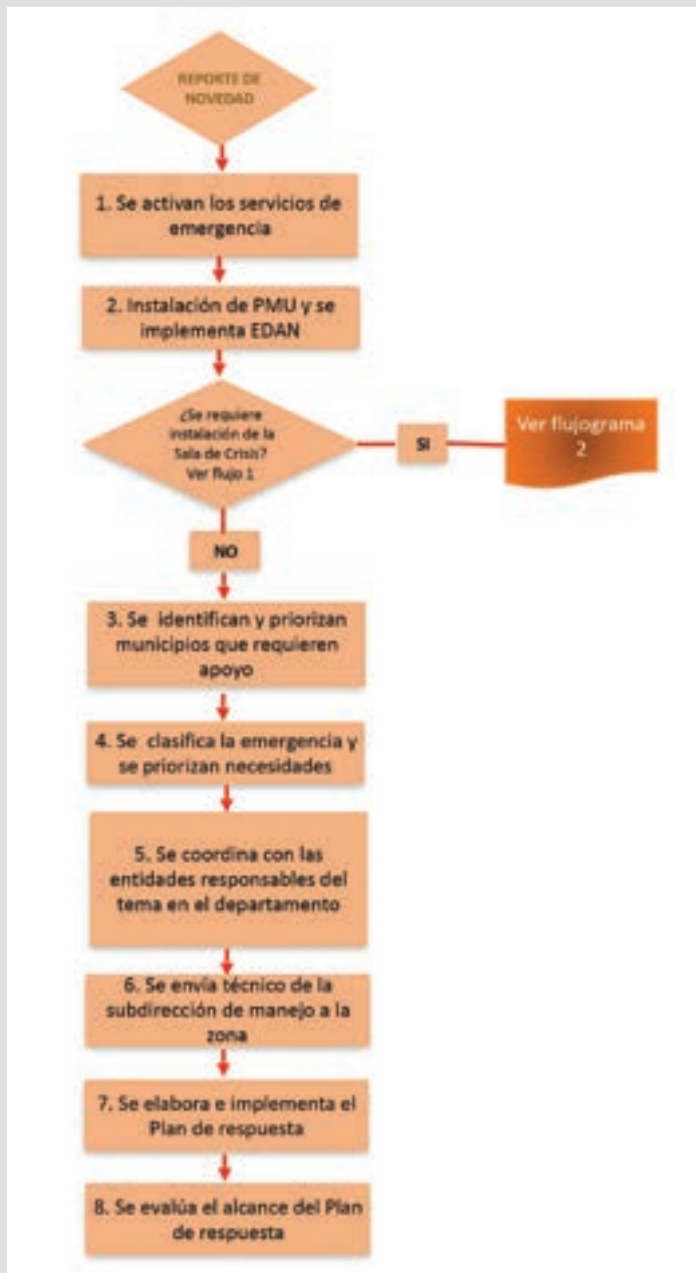 REPORTE DE
NOVEDAD
1. Se activan los servicios de
emergencia
2. Instalación de PMU y se
implementa EDAN
¿Se requiere
instalación de la
Sala de Crisis?
Ver flujo 1
SI
Ver flujograma
2
NO
3. Se identifican y priorizan
municipios que requieren
apoyo
4. Se clasifica la emergencia y
se priorizan necesidades
5. Se coordina con las
entidades responsables del
tema en el departamento
6. Se envía técnico de la
subdirección de manejo a la
zona
7. Se elabora e implementa el
Plan de respuesta
8. Se evalúa el alcance del Plan
de respuesta